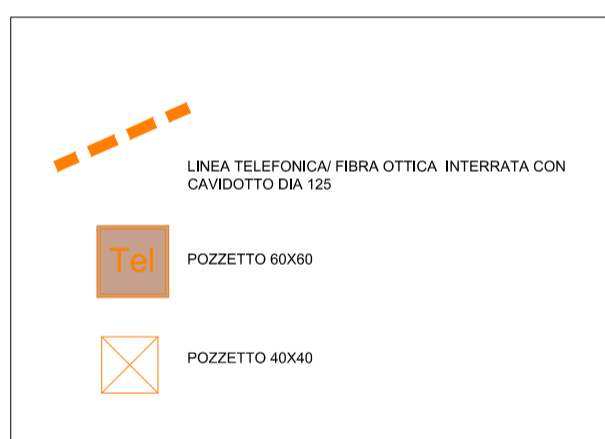 LINEA TELEFONICA/ FIBRA OTTICA INTERRATA CON
CAVIDOTTO DIA 125
Tel
POZZETTO 60X60
POZZETTO 40X40